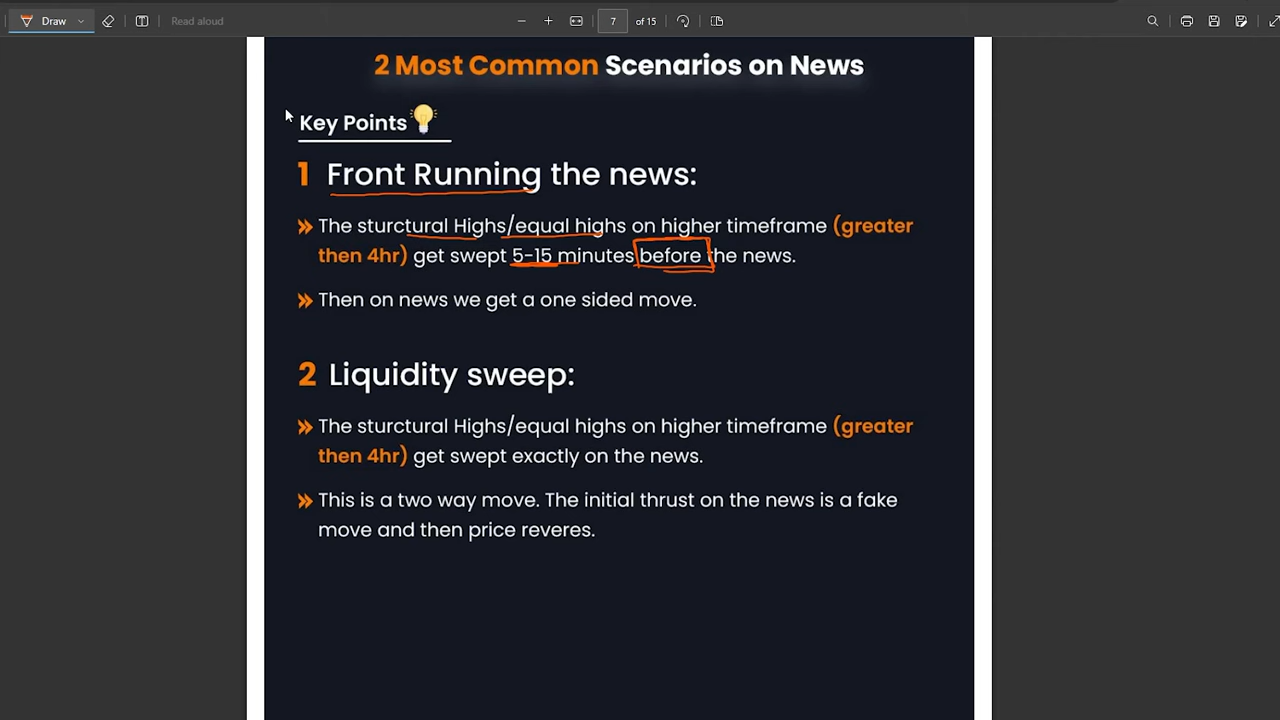 Draw
Read aloud
7 of 15
2 Most Common Scenarios on News
Key Points
1 Front Running the news:
The sturctural Highs/equal highs on higher timeframe (greater
then 4hr) get swept 5-15 minutes before the news.
Then on news we get a one sided move.
2 Liquidity sweep:
The sturctural Highs/equal highs on higher timeframe (greater
then 4hr) get swept exactly on the news.
This is a two way move. The initial thrust on the news is a fake
move and then price reveres.